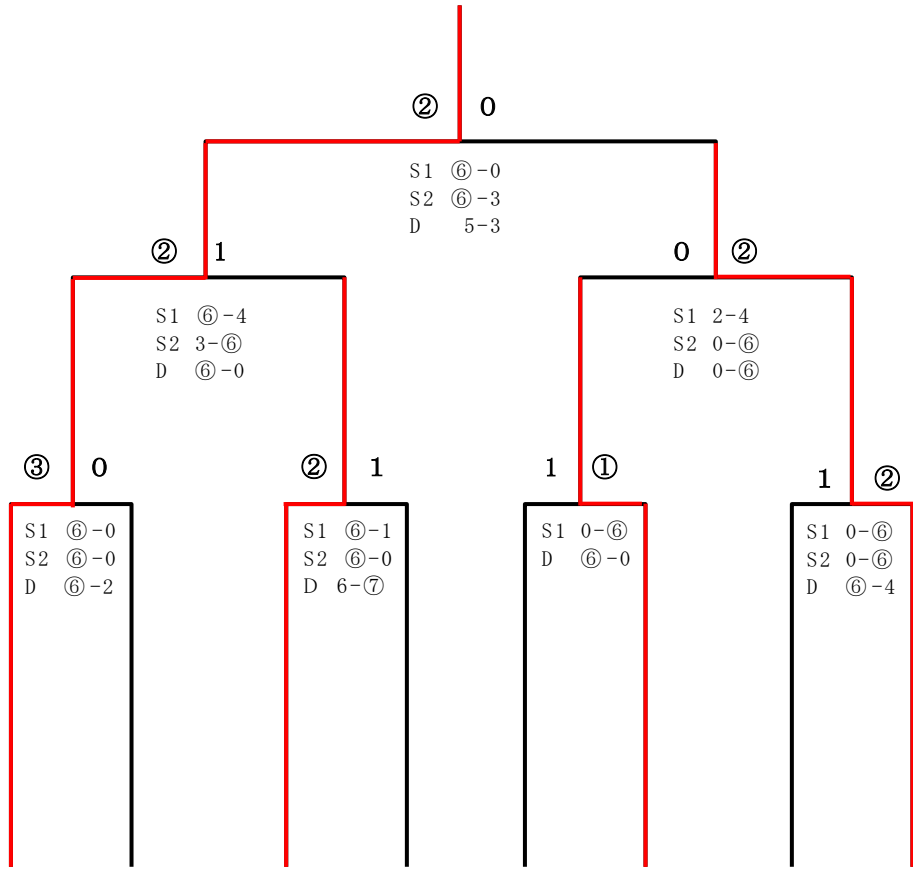 ② 0
S1 ⑥-0
S2 ⑥-3
D 5-3
② 1
0 ②
S1 ⑥-4
S2 3-⑥
D ⑥-0
S1 2-4
S2 0-⑥
D 0-⑥
③ 0
② 1
1 ①
1 ②
S1 ⑥-0
S2 ⑥-0
D ⑥-2
S1 ⑥-1
S2 ⑥-0
D 6-⑦
S1 0-⑥
D ⑥-0
S1 0-⑥
S2 0-⑥
D ⑥-4